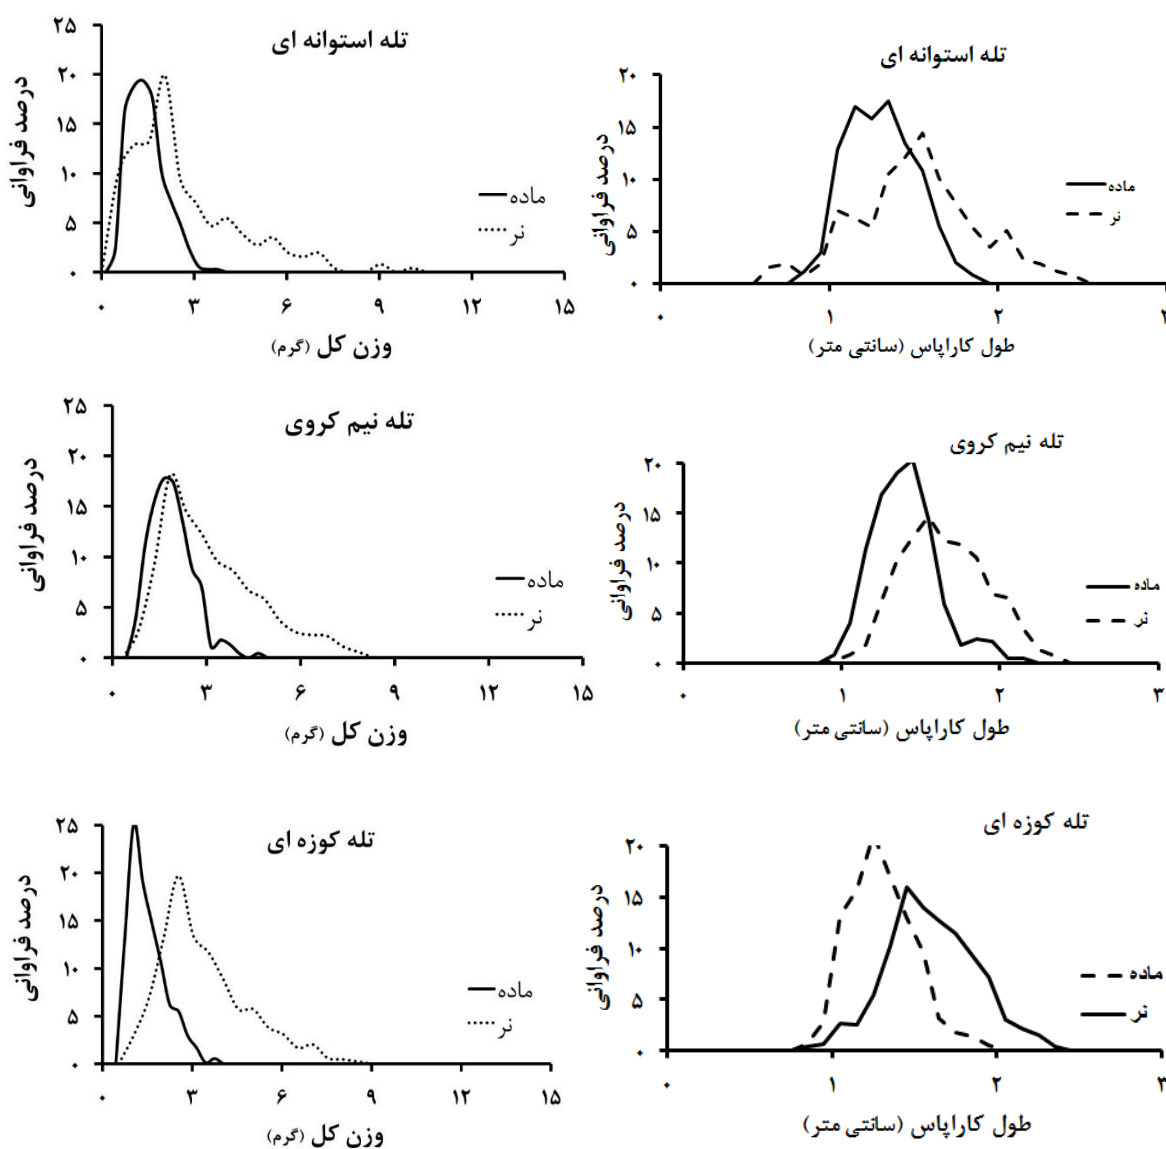 تله استوانه ای
درصد فراوانی
۲۵
۲۰
۱۵
۱۰
۵
۰
ماده
نر
۰ ۳ ۶ ۹ ۱۲ ۱۵
وزن کل (گرم)
تله استوانه ای
درصد فراوانی
۲۰
۱۵
۱۰
۵
۰
ماده
نر
۰ ۱ ۲ ۳
طول کاراپاس (سانتی متر)
تله نیم کروی
درصد فراوانی
۲۵
۲۰
۱۵
۱۰
۵
۰
ماده
نر
۰ ۳ ۶ ۹ ۱۲ ۱۵
وزن کل (گرم)
تله نیم کروی
درصد فراوانی
۲۰
۱۵
۱۰
۵
۰
ماده
نر
۰ ۱ ۲ ۳
طول کاراپاس (سانتی متر)
تله کوزه ای
درصد فراوانی
۲۵
۲۰
۱۵
۱۰
۵
۰
ماده
نر
۰ ۳ ۶ ۹ ۱۲ ۱۵
وزن کل (گرم)
تله کوزه ای
درصد فراوانی
۲۰
۱۵
۱۰
۵
۰
ماده
نر
۰ ۱ ۲ ۳
طول کاراپاس (سانتی متر)